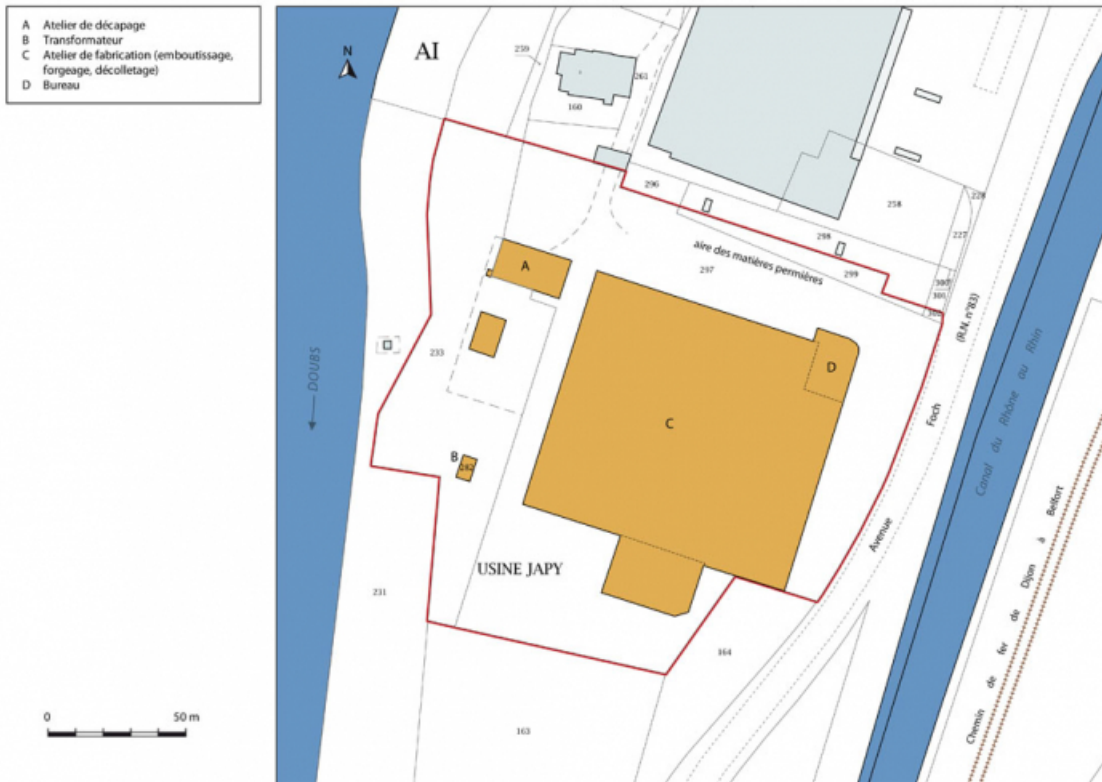 A Atelier de décapage
B Transformateur
C Atelier de fabrication (emboutissage,
forgeage, décolletage)
D Bureau
0 50 m
N
AI
259
261
160
296
258
228
227
298
aire des matières permières
299
297
300
301
(R.N. n°83)
A
D
233
DOUBS
C
Foch
Canal du Rhône au Rhin
B
282
Avenue
USINE JAPY
231
164
163
Chemin de fer de Dijon à Belfort